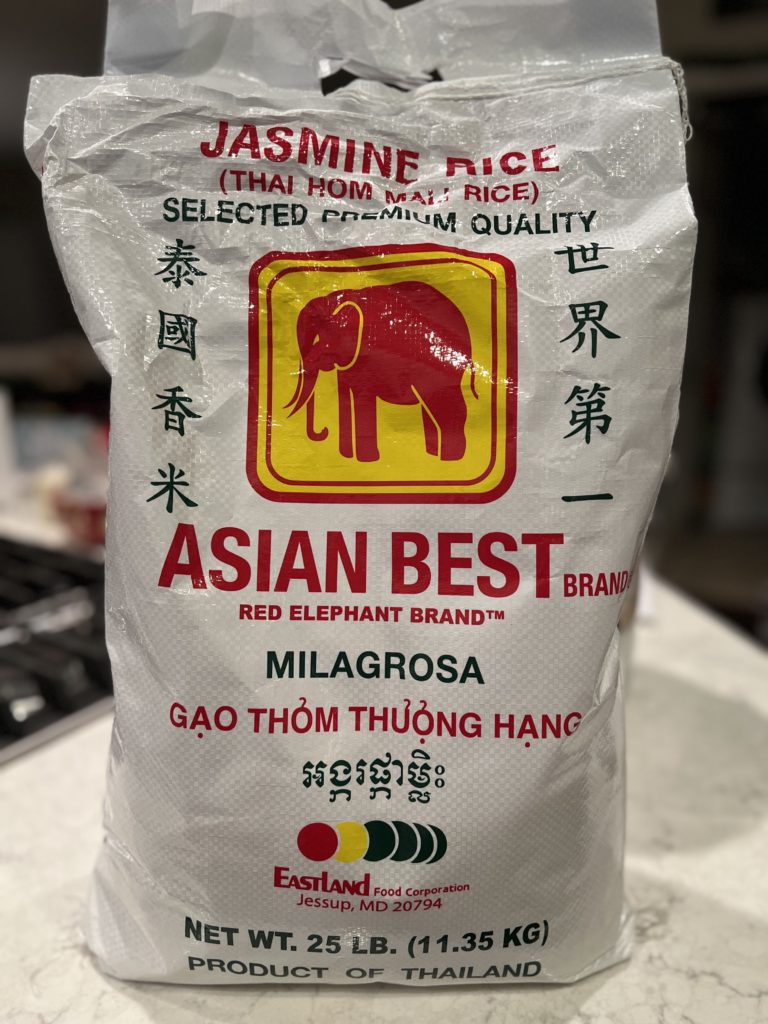 JASMINE RICE
(THAI HOM MALI RICE)
SELECTED PREMIUM QUALITY
泰國香米
世界第一
ASIAN BEST BRAND
RED ELEPHANT BRAND™
MILAGROSA
GẠO THỎM THƯỢNG HẠNG
អង្ករផ្កាម្លិះ
EASTLAND Food Corporation
Jessup, MD 20794
NET WT. 25 LB. (11.35 KG)
PRODUCT OF THAILAND